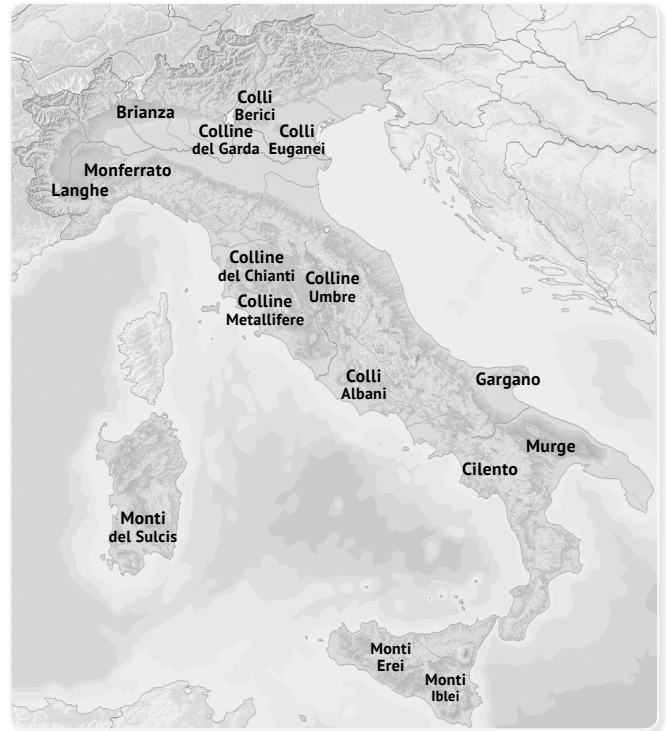 Colli
Berici
Brianza
Colline
del Garda
Colli
Euganei
Monferrato
Langhe
Colline
del Chianti
Colline
Umbre
Colline
Metallifere
Colli
Albani
Gargano
Murge
Cilento
Monti
del Sulcis
Monti
Erei
Monti
Iblei